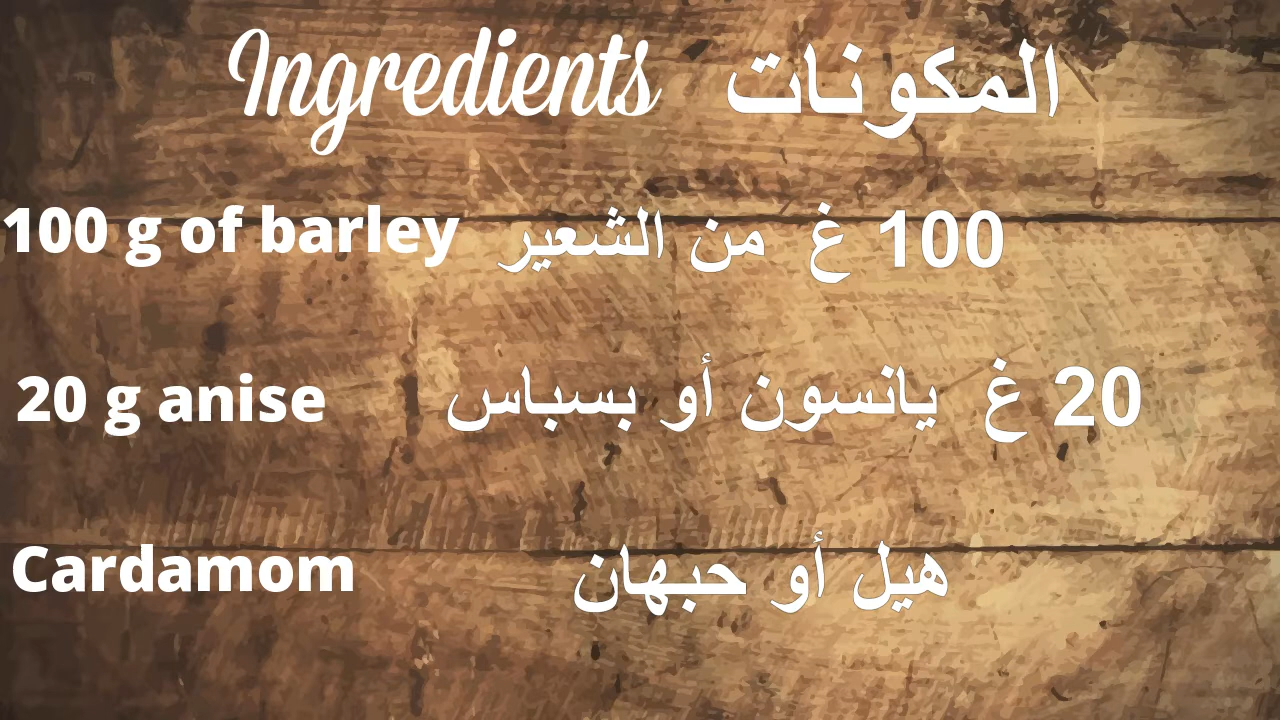 Ingredients المكونات
100 g of barley 100 غ من الشعير
20 g anise 20 غ يانسون أو بسباس
Cardamom هيل أو حبهان